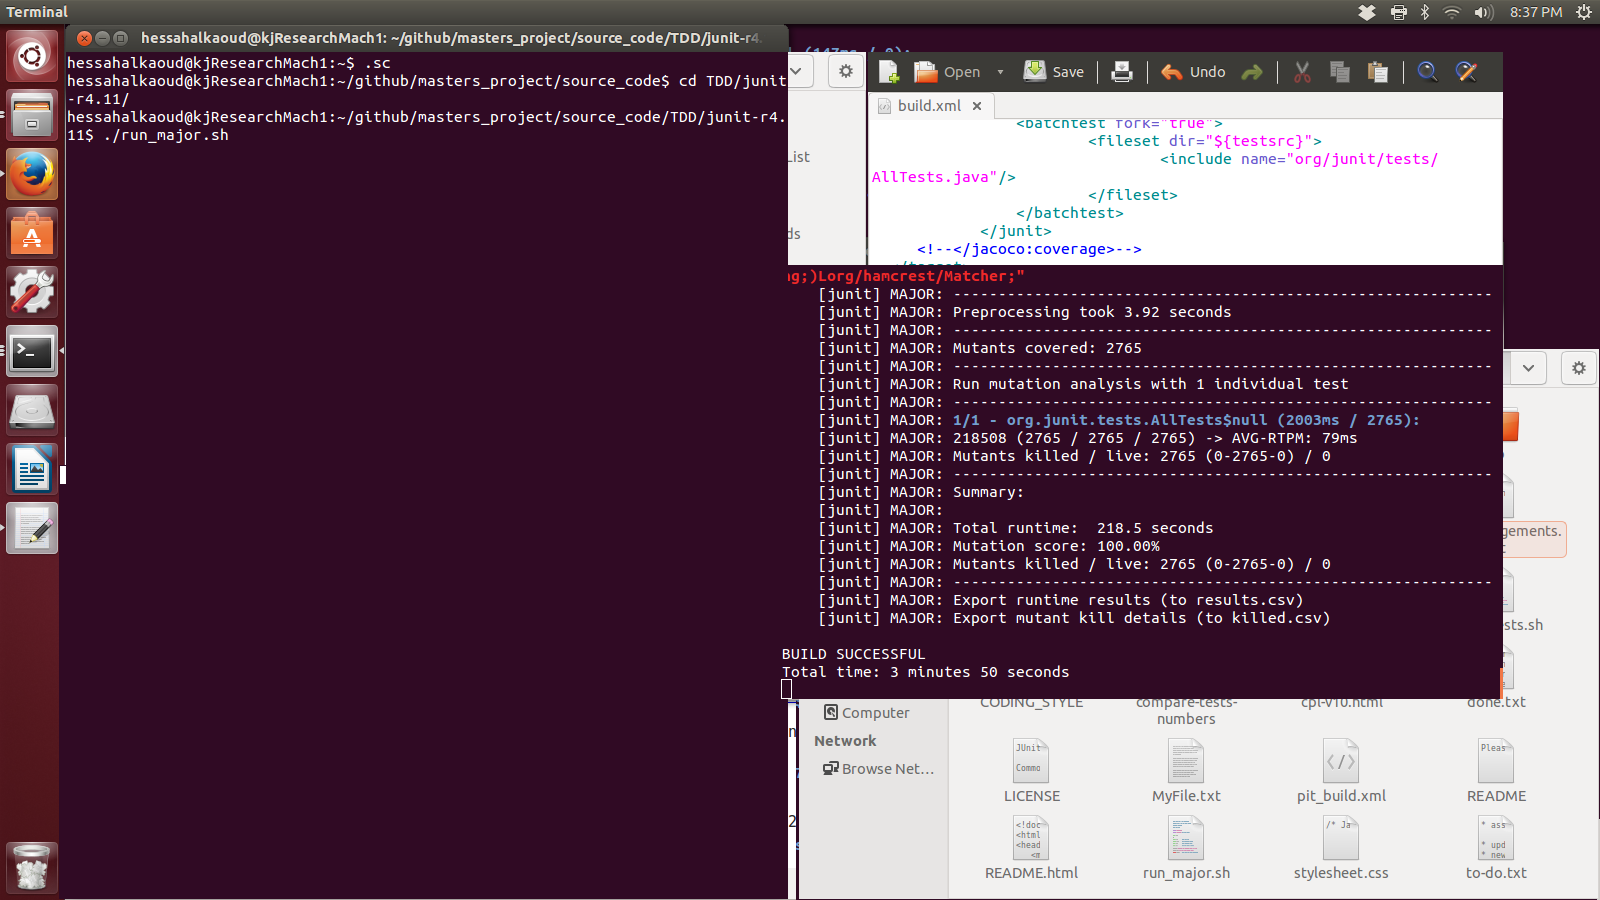 Terminal
8:37 PM
hessahalkaoud@kjResearchMach1: ~/github/masters_project/source_code/TDD/junit-r4.
hessahalkaoud@kjResearchMach1:~$ .sc
hessahalkaoud@kjResearchMach1:~/github/masters_project/source_code$ cd TDD/junit
-r4.11/
hessahalkaoud@kjResearchMach1:~/github/masters_project/source_code/TDD/junit-r4.
11$ ./run_major.sh
Open
Save
Undo
build.xml
<batchtest fork="true">
<fileset dir="${testsrc}">
<include name="org/junit/tests/
AllTests.java"/>
</fileset>
</batchtest>
</junit>
<!--</jacoco:coverage>-->
List
ds
ng;)Lorg/hamcrest/Matcher;"
[junit] MAJOR: ------------------------------------------------------------
[junit] MAJOR: Preprocessing took 3.92 seconds
[junit] MAJOR: ------------------------------------------------------------
[junit] MAJOR: Mutants covered: 2765
[junit] MAJOR: ------------------------------------------------------------
[junit] MAJOR: Run mutation analysis with 1 individual test
[junit] MAJOR: ------------------------------------------------------------
[junit] MAJOR: 1/1 - org.junit.tests.AllTests$null (2003ms / 2765):
[junit] MAJOR: 218508 (2765 / 2765 / 2765) -> AVG-RTPM: 79ms
[junit] MAJOR: Mutants killed / live: 2765 (0-2765-0) / 0
[junit] MAJOR: ------------------------------------------------------------
[junit] MAJOR: Summary:
[junit] MAJOR:
[junit] MAJOR: Total runtime:  218.5 seconds
[junit] MAJOR: Mutation score: 100.00%
[junit] MAJOR: Mutants killed / live: 2765 (0-2765-0) / 0
[junit] MAJOR: ------------------------------------------------------------
[junit] MAJOR: Export runtime results (to results.csv)
[junit] MAJOR: Export mutant kill details (to killed.csv)
BUILD SUCCESSFUL
Total time: 3 minutes 50 seconds
gements.
sts.sh
Computer
Network
Browse Net...
CODING_STYLE
compare-tests-
numbers
cpl-v10.html
done.txt
LICENSE
MyFile.txt
pit_build.xml
README
README.html
run_major.sh
stylesheet.css
to-do.txt